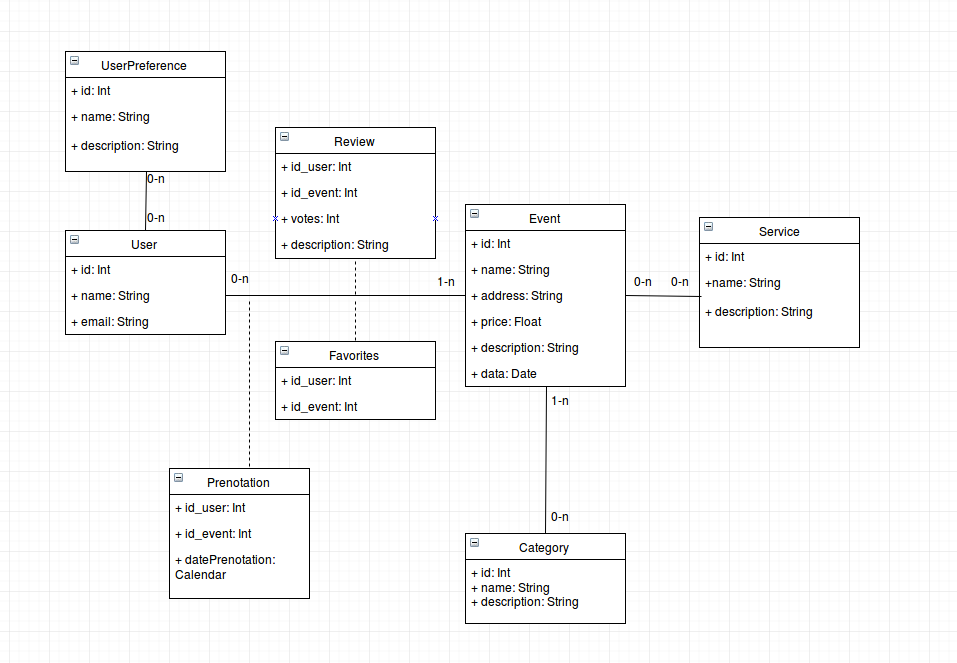 UserPreference
+ id: Int
+ name: String
+ description: String
0-n
0-n
User
+ id: Int
+ name: String
+ email: String
0-n
1-n
Review
+ id_user: Int
+ id_event: Int
+ votes: Int
+ description: String
Favorites
+ id_user: Int
+ id_event: Int
Prenotation
+ id_user: Int
+ id_event: Int
+ datePrenotation:
Calendar
Event
+ id: Int
+ name: String
+ address: String
+ price: Float
+ description: String
+ data: Date
0-n
0-n
Service
+ id: Int
+name: String
+ description: String
1-n
0-n
Category
+ id: Int
+ name: String
+ description: String